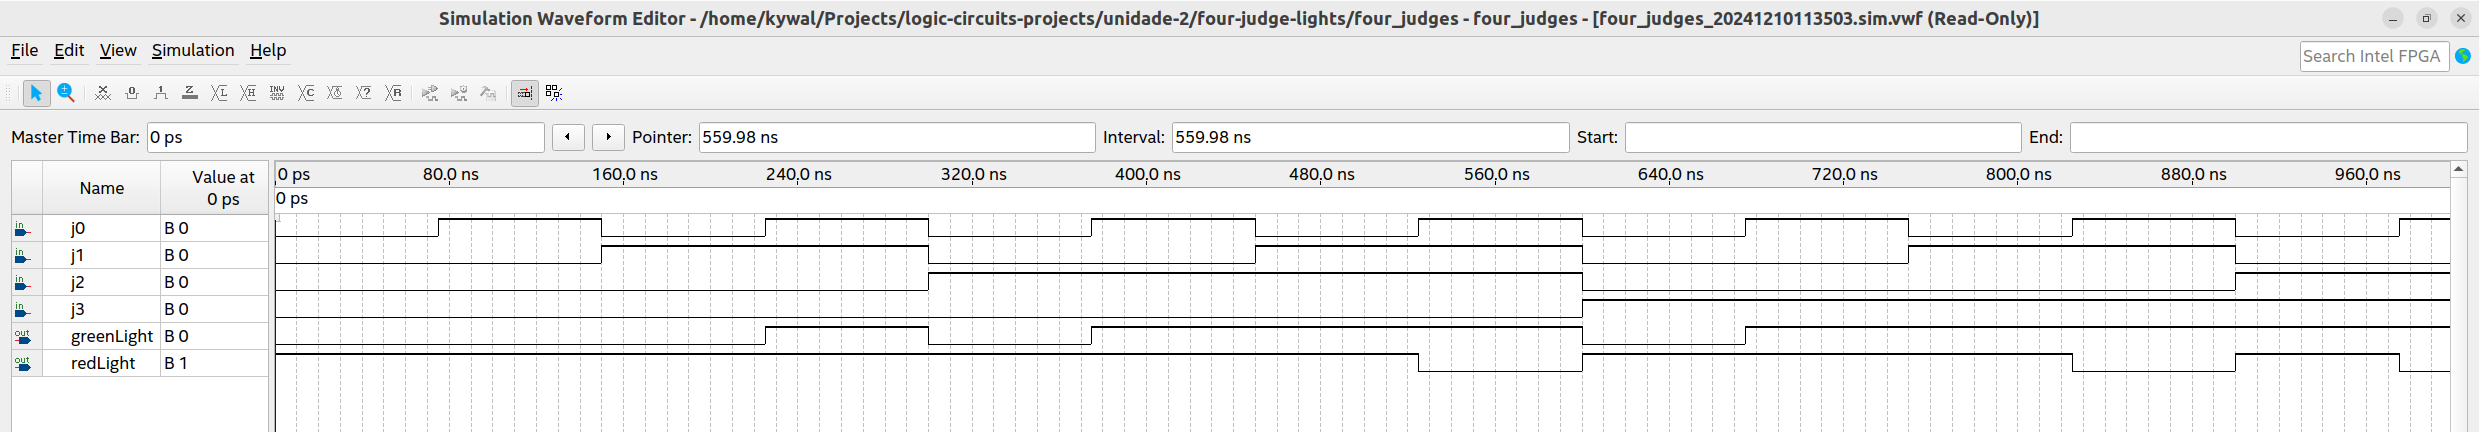 Simulation Waveform Editor - /home/kywal/Projects/logic-circuits-projects/unidade-2/four-judge-lights/four_judges - four_judges - [four_judges_20241210113503.sim.vwf (Read-Only)]
File Edit View Simulation Help Search Intel FPGA
Master Time Bar: 0 ps Pointer: 559.98 ns Interval: 559.98 ns Start: End:
Name Value at 0 ps
0 ps 80.0 ns 160.0 ns 240.0 ns 320.0 ns 400.0 ns 480.0 ns 560.0 ns 640.0 ns 720.0 ns 800.0 ns 880.0 ns 960.0 ns
0 ps
in j0 B 0
in j1 B 0
in j2 B 0
in j3 B 0
out greenLight B 0
out redLight B 1